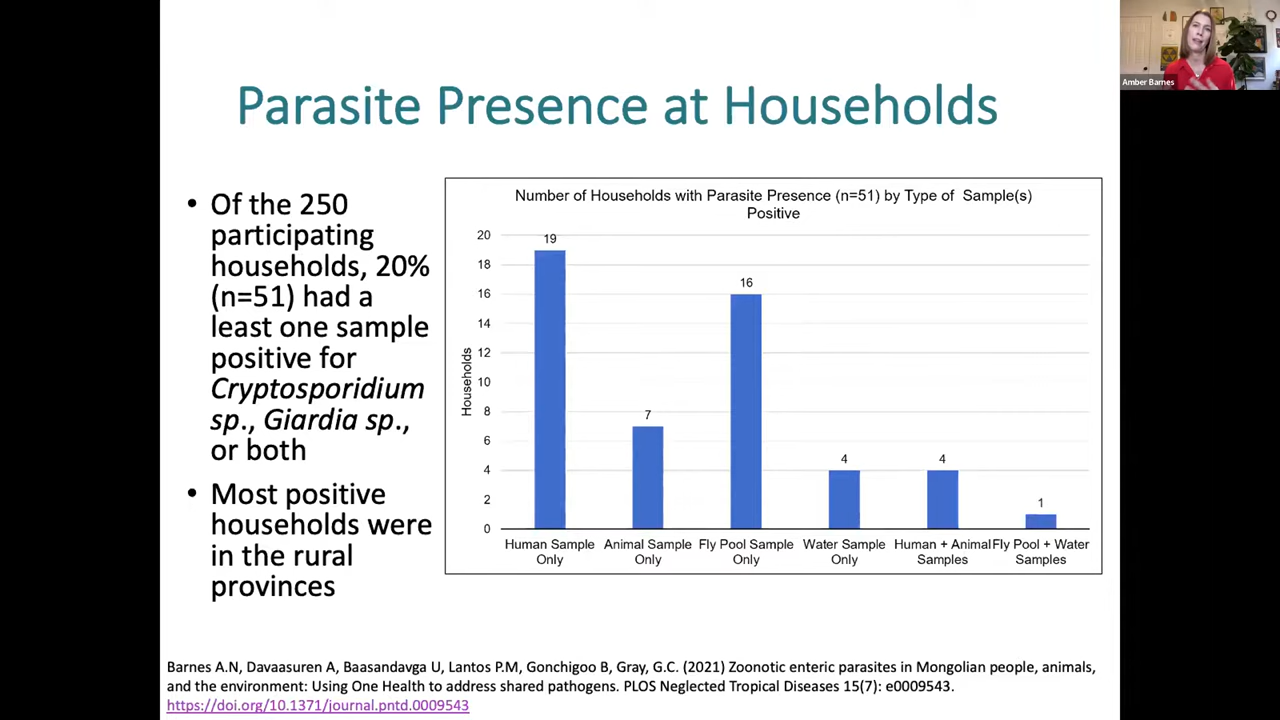 Amber Barnes
Parasite Presence at Households
• Of the 250
participating
households, 20%
(n=51) had a
least one sample
positive for
Cryptosporidium
sp., Giardia sp.,
or both
• Most positive
households were
in the rural
provinces
Number of Households with Parasite Presence (n=51) by Type of Sample(s)
Positive
Households
20
18
16
14
12
10
8
6
4
2
0
19
7
16
4
4
1
Human Sample Only
Animal Sample Only
Fly Pool Sample Only
Water Sample Only
Human + Animal Samples
Fly Pool + Water Samples
Barnes A.N, Davaasuren A, Baasandavga U, Lantos P.M, Gonchigoo B, Gray, G.C. (2021) Zoonotic enteric parasites in Mongolian people, animals,
and the environment: Using One Health to address shared pathogens. PLOS Neglected Tropical Diseases 15(7): e0009543.
https://doi.org/10.1371/journal.pntd.0009543